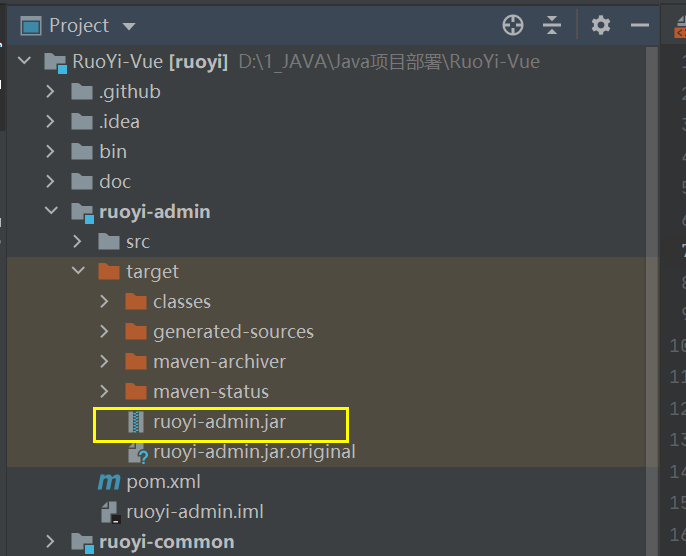 Project
RuoYi-Vue [ruoyi] D:\1_JAVA\Java项目部署\RuoYi-Vue
.github
.idea
bin
doc
ruoyi-admin
src
target
classes
generated-sources
maven-archiver
maven-status
ruoyi-admin.jar
ruoyi-admin.jar.original
pom.xml
ruoyi-admin.iml
ruoyi-common
1
2
3
4
5
6
7
8
9
10
11
12
13
14
15
16